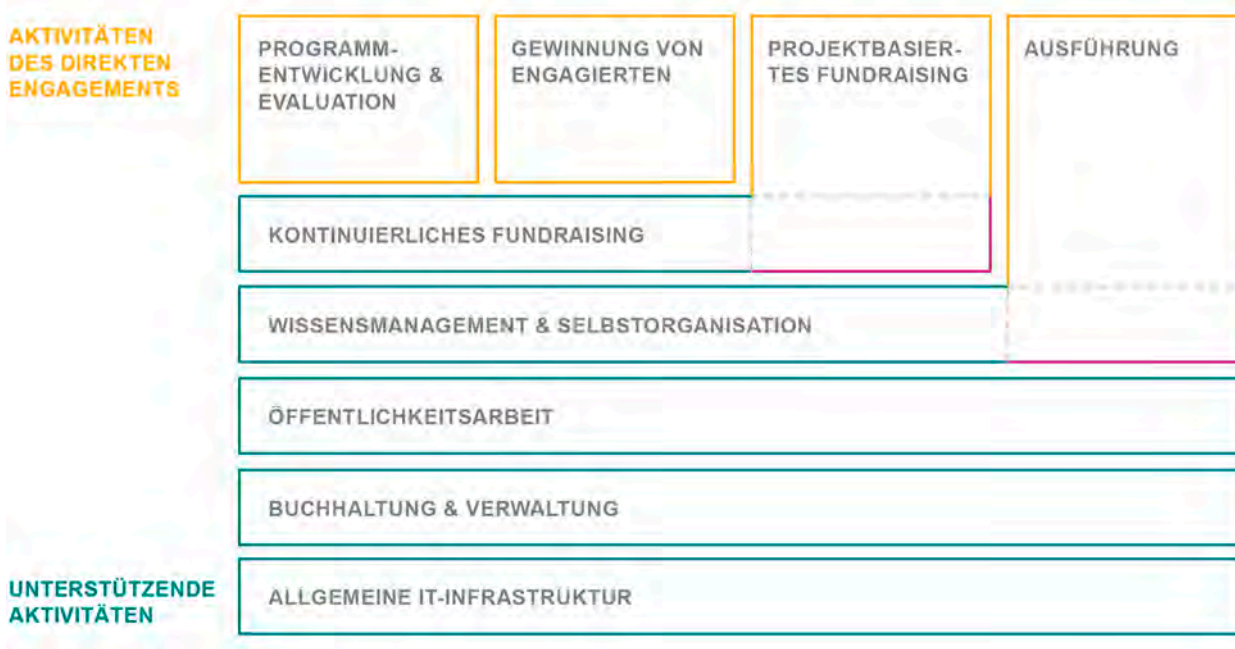 AKTIVITÄTEN
DES DIREKTEN
ENGAGEMENTS
PROGRAMM-
ENTWICKLUNG &
EVALUATION
GEWINNUNG VON
ENGAGIERTEN
PROJEKTBASIER-
TES FUNDRAISING
AUSFÜHRUNG
KONTINUIERLICHES FUNDRAISING
WISSENSMANAGEMENT & SELBSTORGANISATION
ÖFFENTLICHKEITSARBEIT
BUCHHALTUNG & VERWALTUNG
UNTERSTÜTZENDE
AKTIVITÄTEN
ALLGEMEINE IT-INFRASTRUKTUR